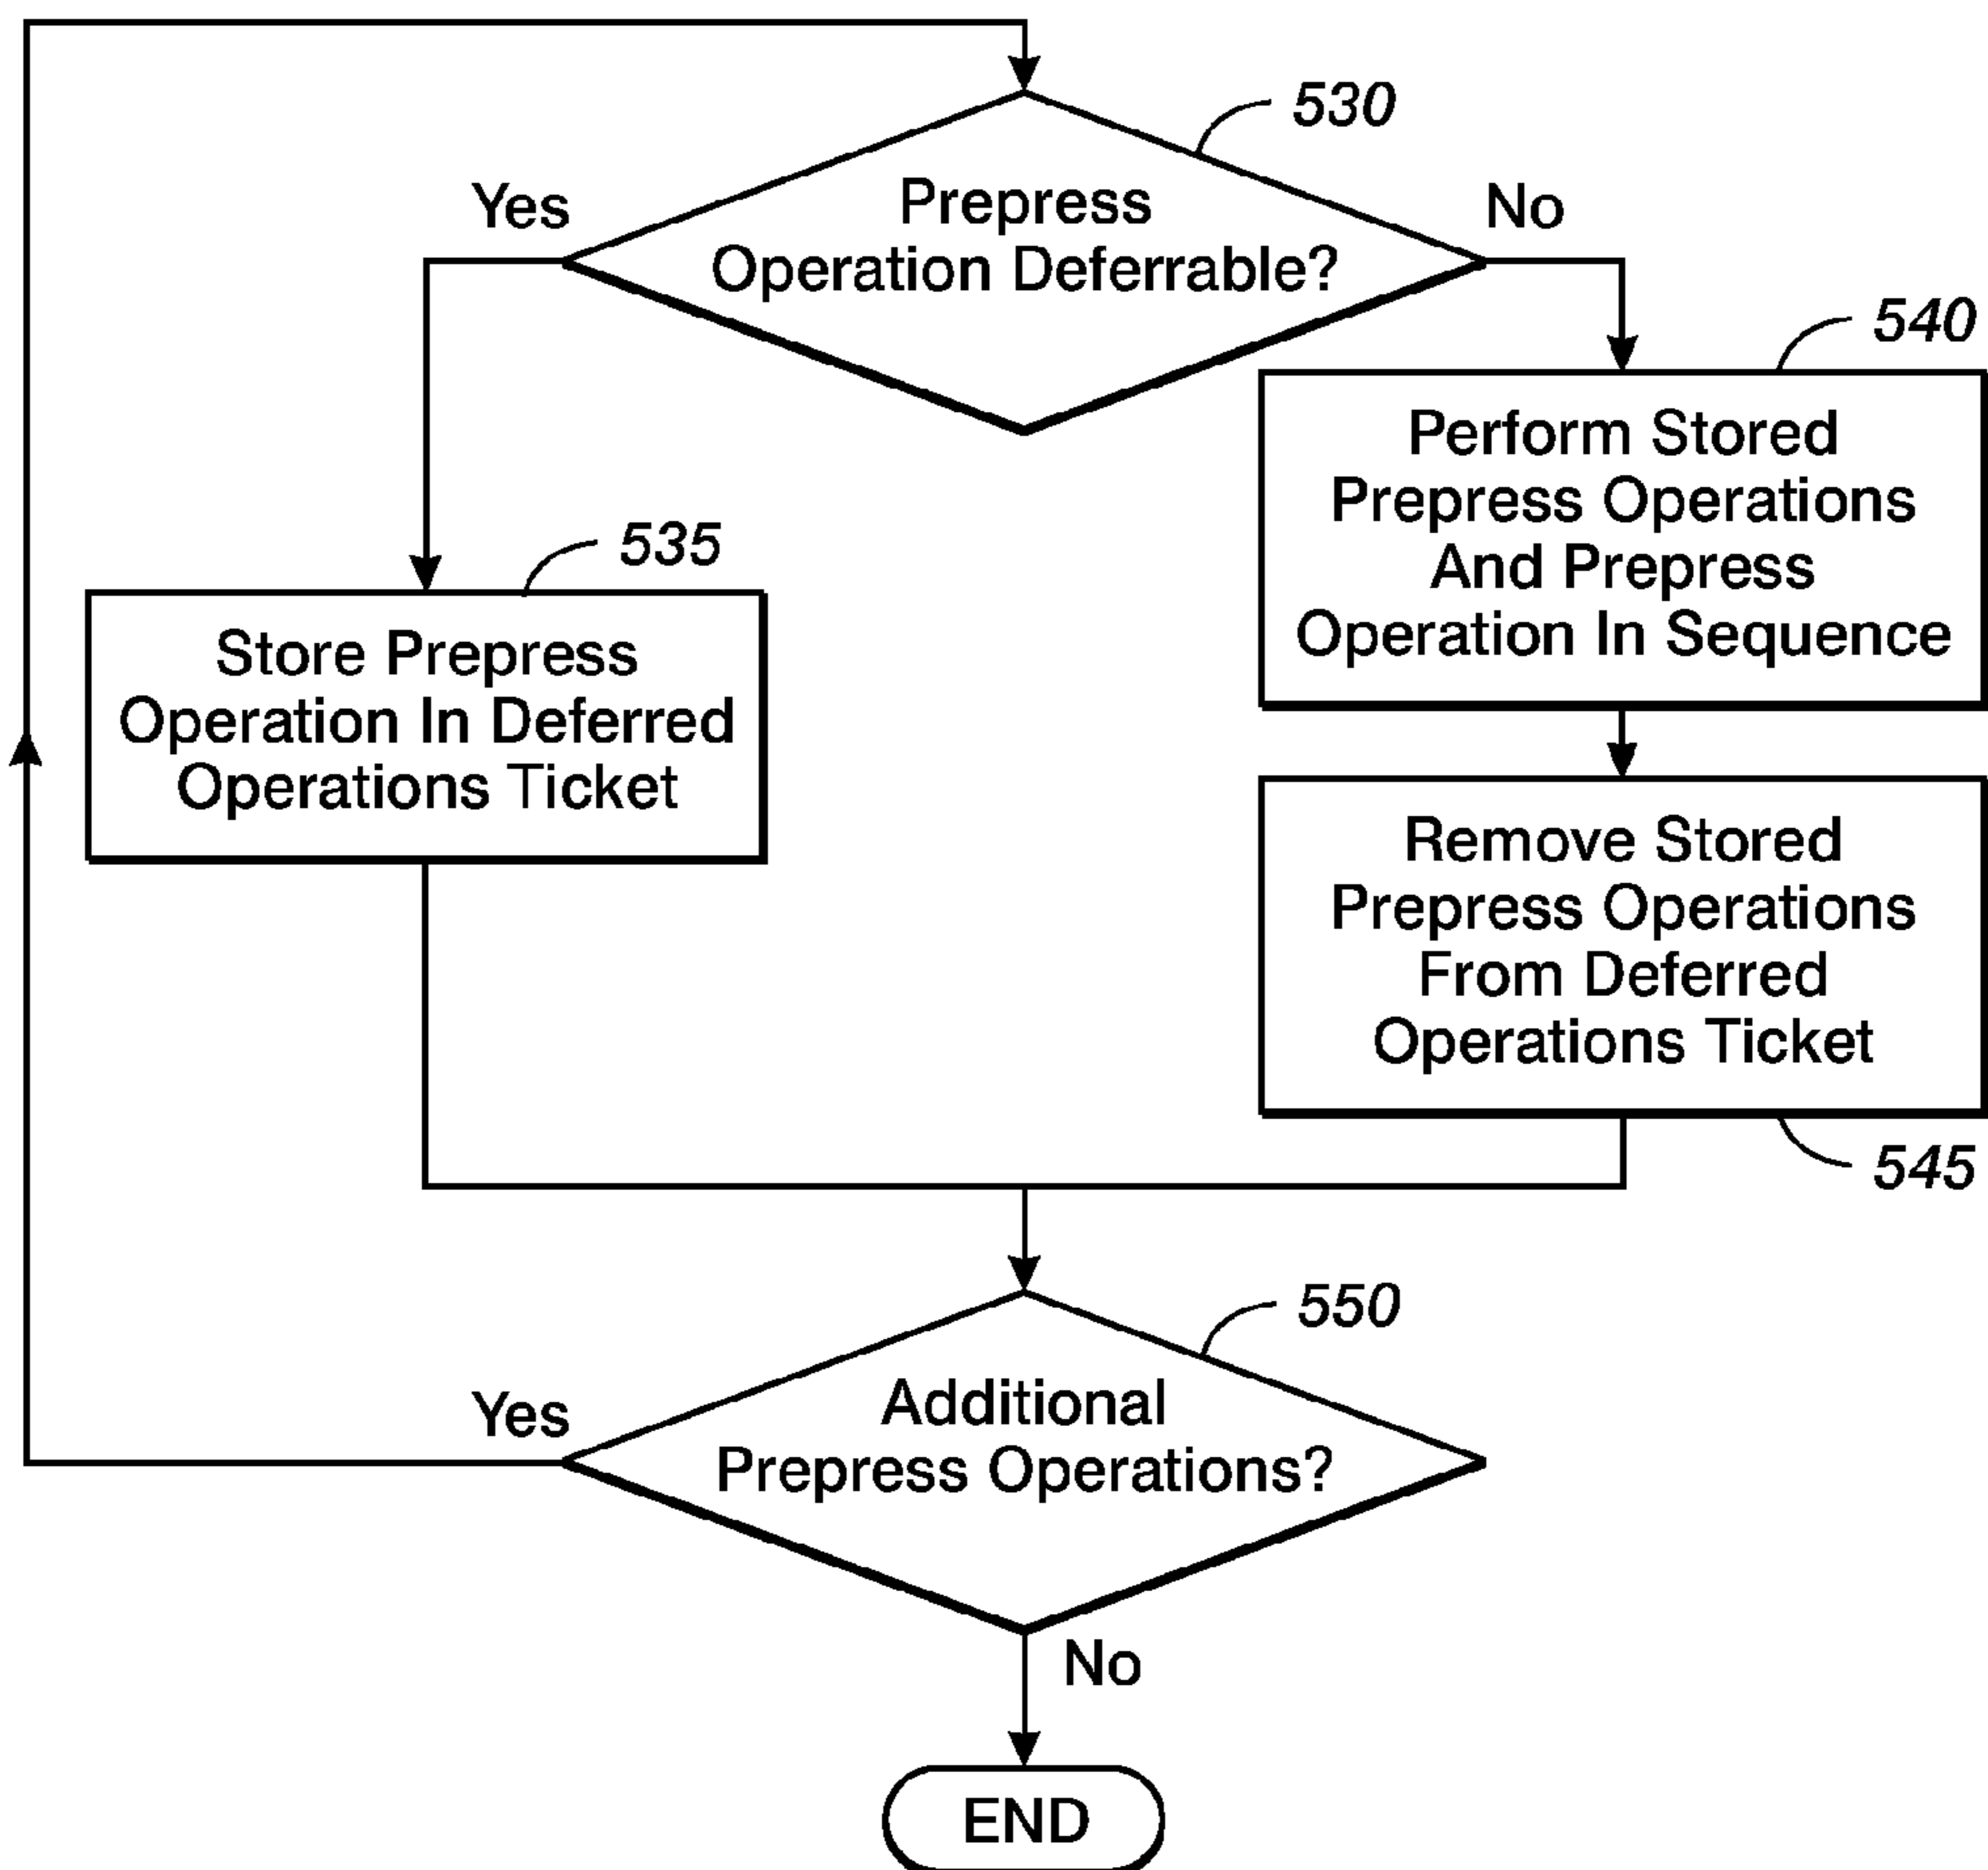 530
Yes
Prepress
Operation Deferrable?
No
540
Perform Stored
Prepress Operations
And Prepress
Operation In Sequence
535
Store Prepress
Operation In Deferred
Operations Ticket
Remove Stored
Prepress Operations
From Deferred
Operations Ticket
545
550
Yes
Additional
Prepress Operations?
No
END